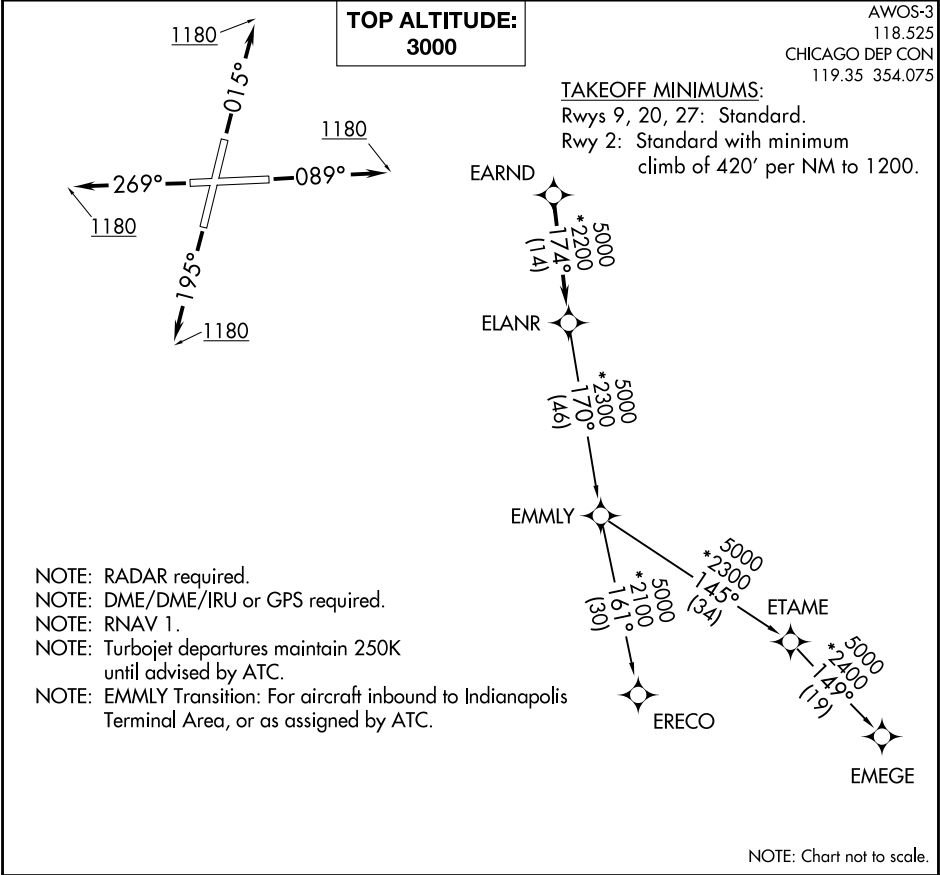 TOP ALTITUDE:
3000
AWOS-3
118.525
CHICAGO DEP CON
119.35 354.075
TAKEOFF MINIMUMS:
Rwys 9, 20, 27: Standard.
Rwy 2: Standard with minimum
climb of 420' per NM to 1200.
1180
015°
1180
089°
269°
1180
195°
1180
EARND
5000
*2200
174°
(14)
ELANR
5000
*2300
170°
(46)
EMMLY
5000
*2300
145°
(34)
5000
*2100
161°
(30)
ETAME
5000
*2400
149°
(19)
ERECO
EMEGE
NOTE: RADAR required.
NOTE: DME/DME/IRU or GPS required.
NOTE: RNAV 1.
NOTE: Turbojet departures maintain 250K
until advised by ATC.
NOTE: EMMLY Transition: For aircraft inbound to Indianapolis
Terminal Area, or as assigned by ATC.
NOTE: Chart not to scale.